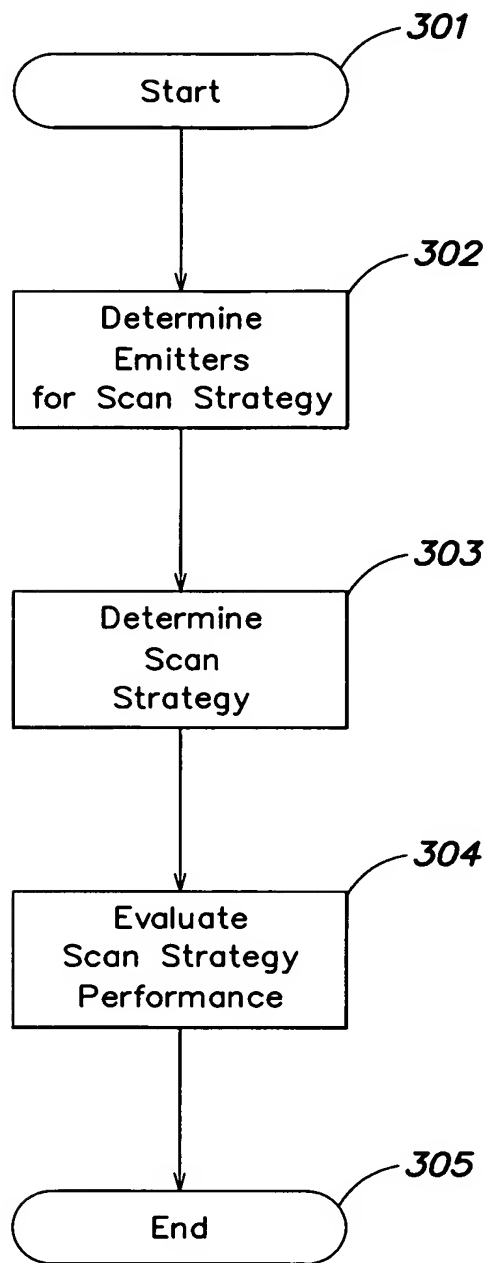 301
Start
302
Determine
Emitters
for Scan Strategy
303
Determine
Scan
Strategy
304
Evaluate
Scan Strategy
Performance
305
End